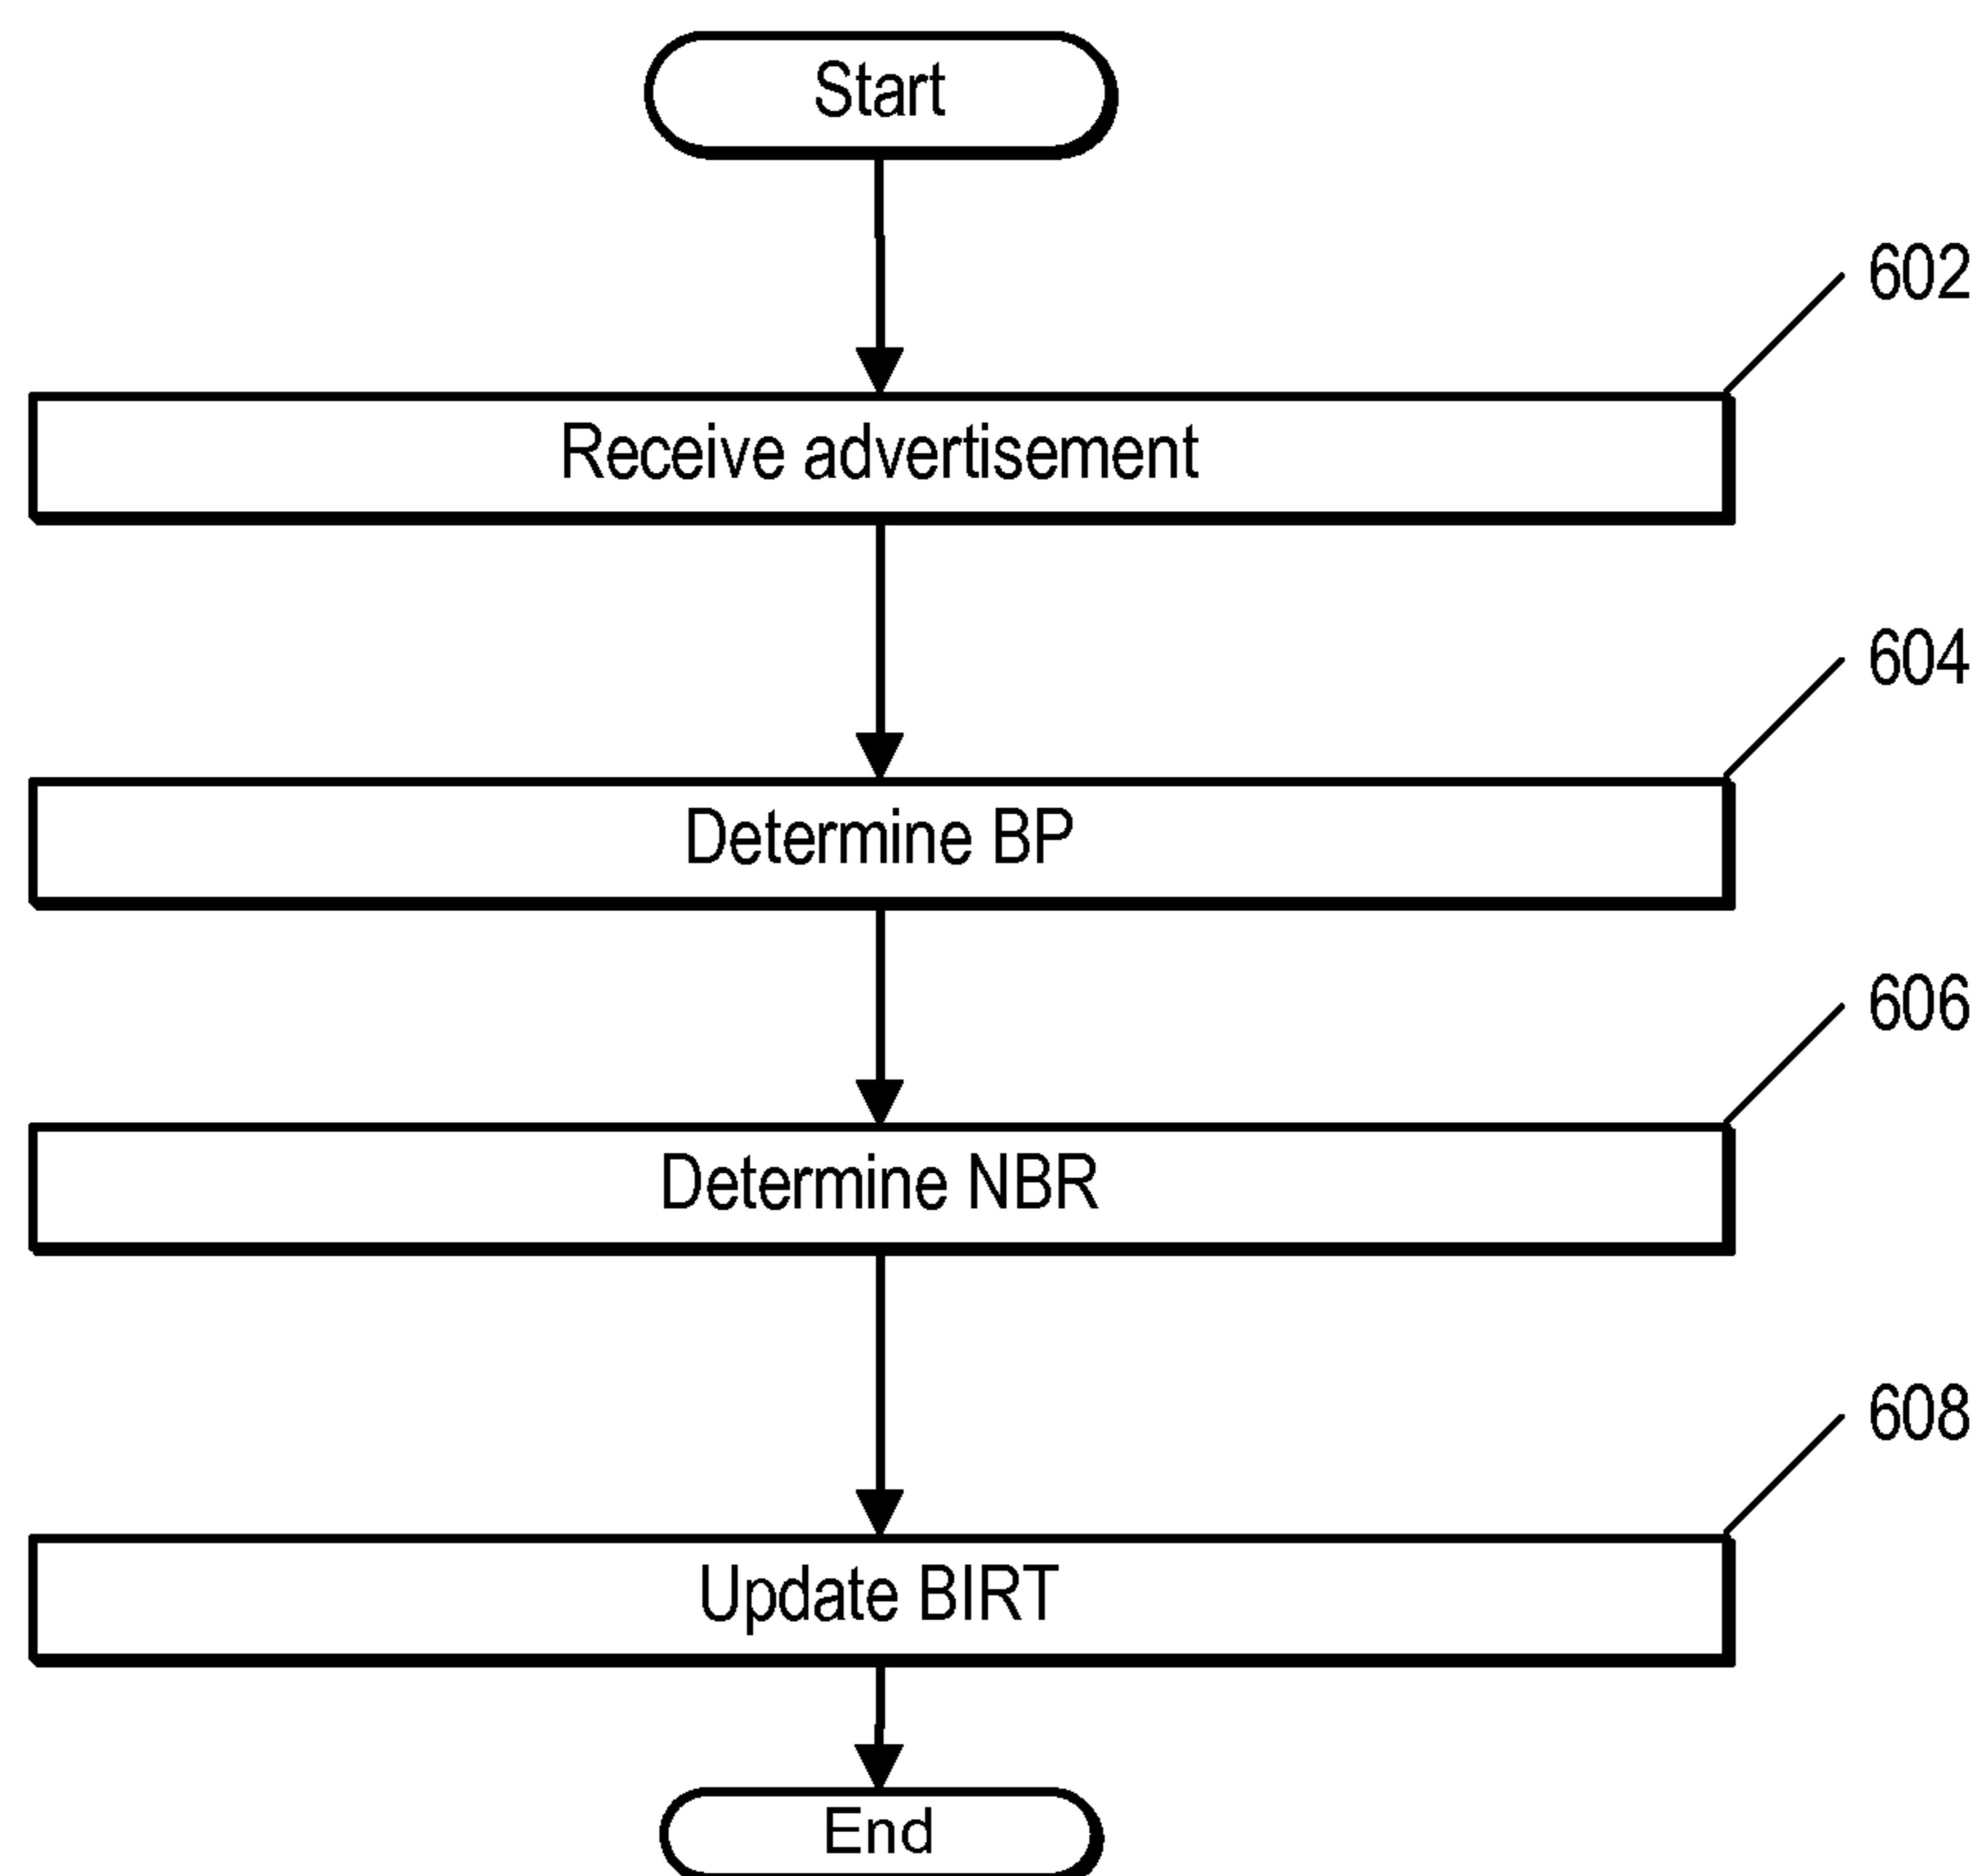 Start
602
Receive advertisement
604
Determine BP
606
Determine NBR
608
Update BIRT
End